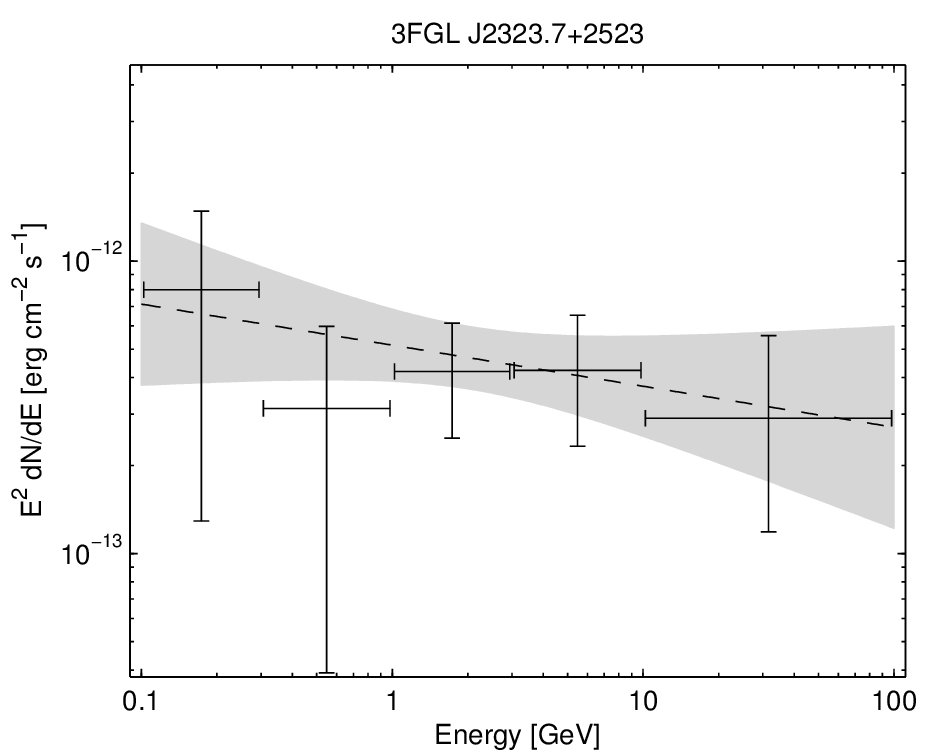 3FGL J2323.7+2523
E² dN/dE [erg cm⁻² s⁻¹]
10⁻¹²
10⁻¹³
0.1 1 10 100
Energy [GeV]